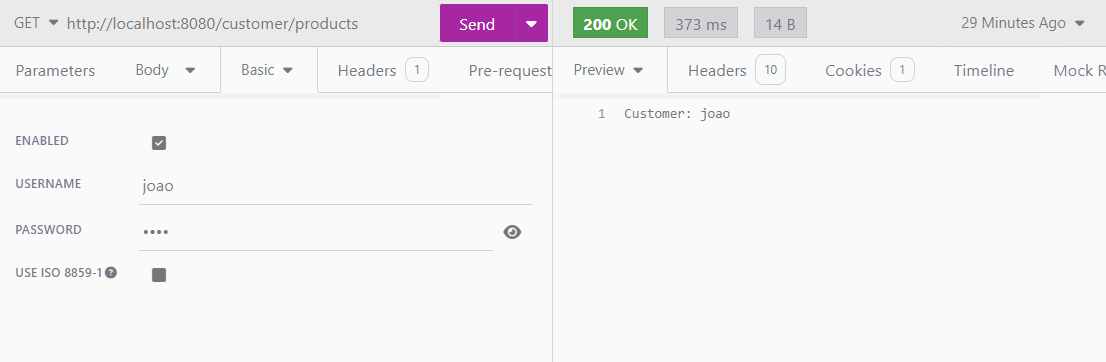 GET http://localhost:8080/customer/products Send
200 OK 373 ms 14 B 29 Minutes Ago
Parameters Body Basic Headers 1 Pre-request
Preview Headers 10 Cookies 1 Timeline Mock R
1 Customer: joao
ENABLED
USERNAME joao
PASSWORD ••••
USE ISO 8859-1 ?